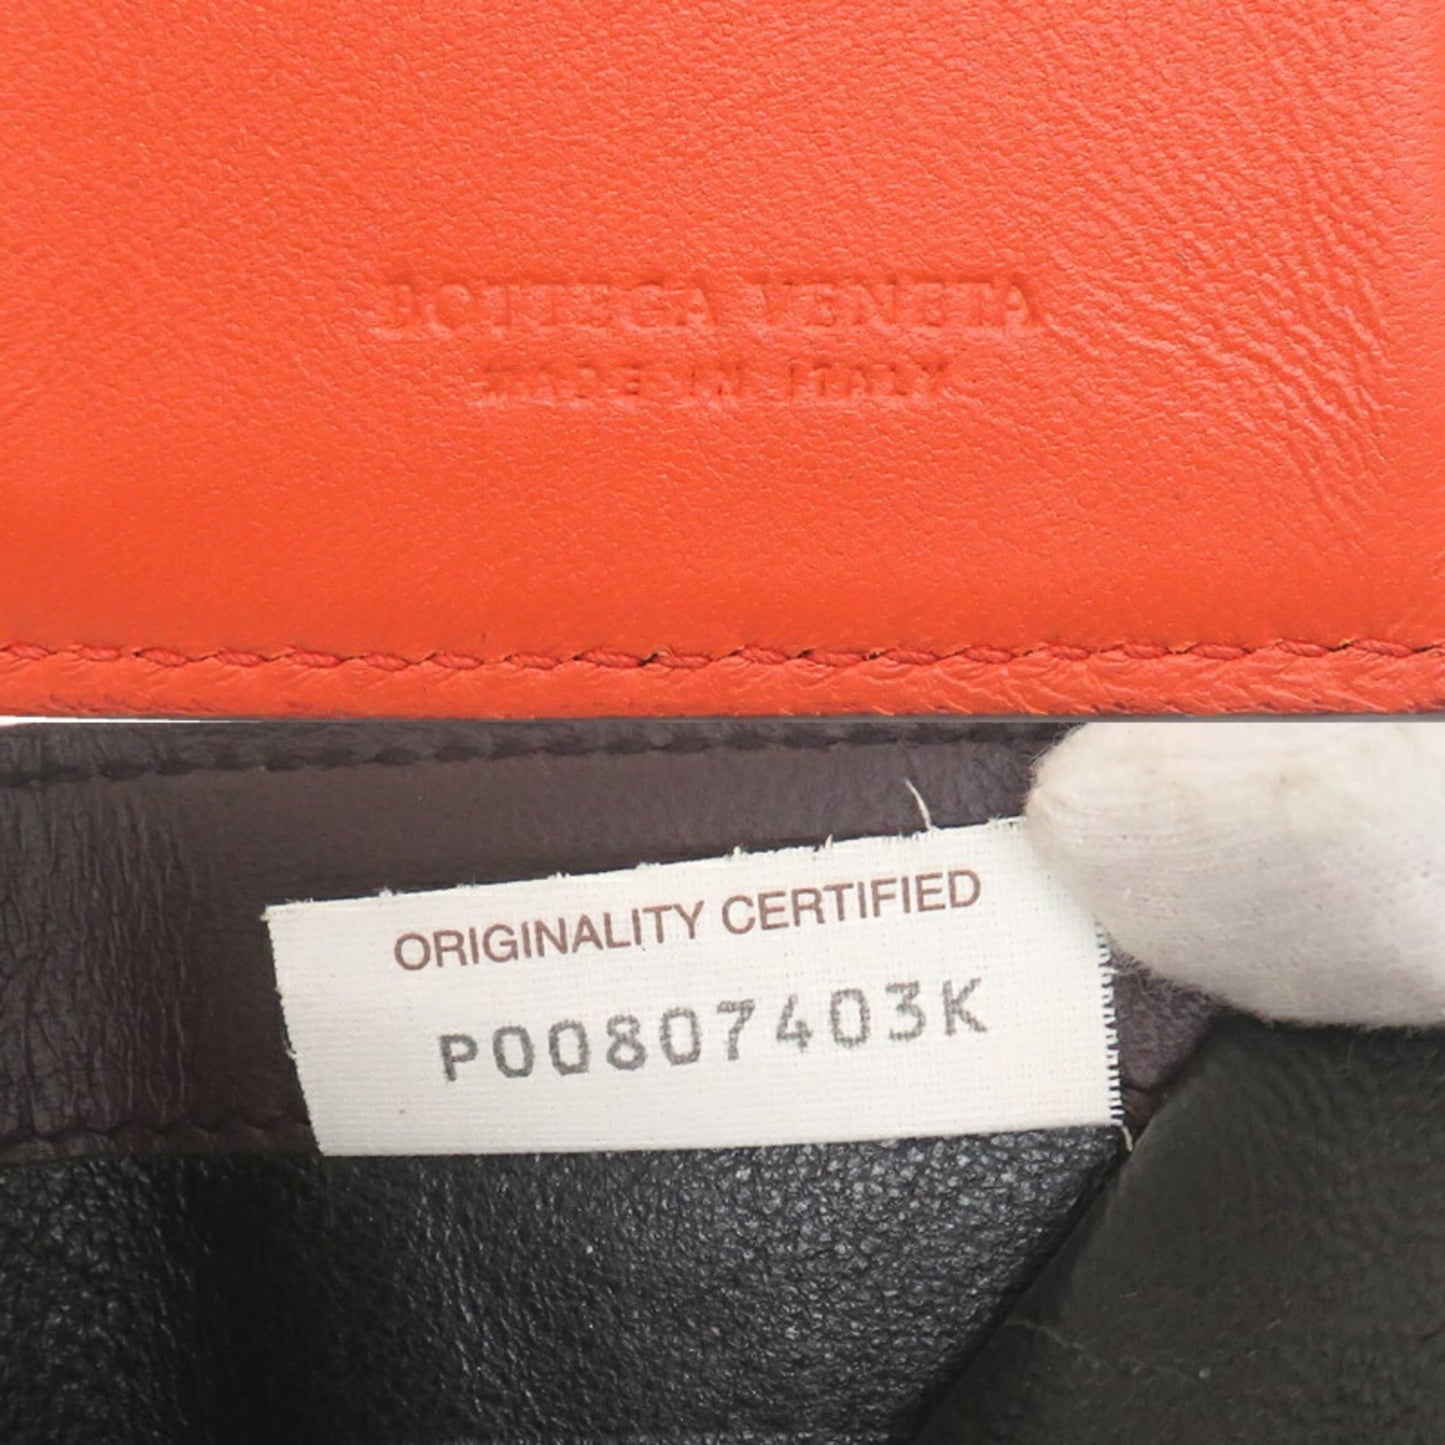 BOTTEGA VENETA
MADE IN ITALY
ORIGINALITY CERTIFIED
P00807403K